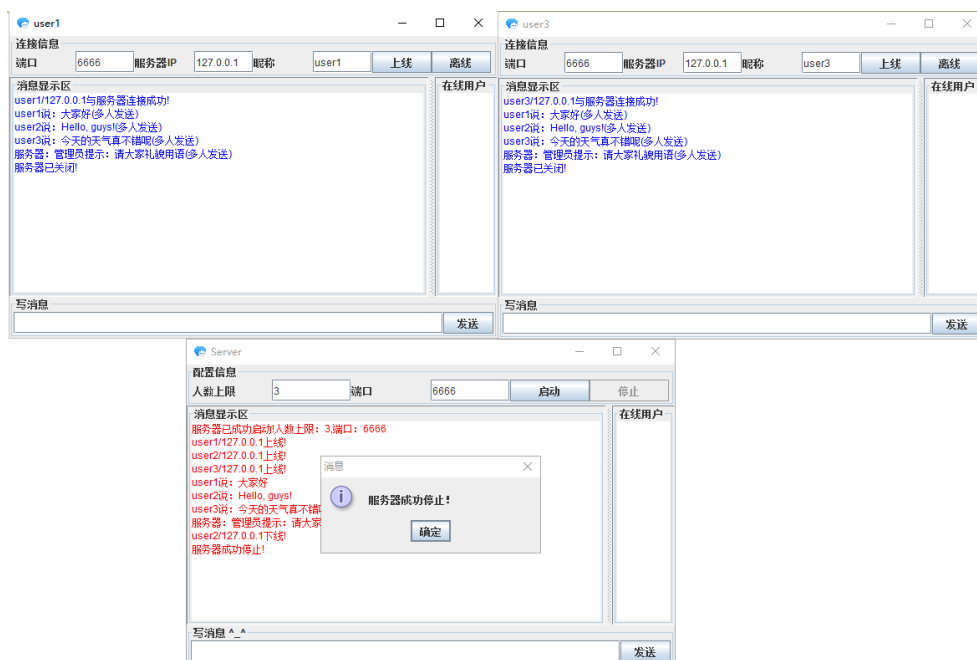 user1
连接信息
端口 6666 服务器IP 127.0.0.1 昵称 user1 上线 离线
消息显示区 在线用户
user1/127.0.0.1与服务器连接成功!
user1说：大家好(多人发送)
user2说：Hello, guys!(多人发送)
user3说：今天的天气真不错呢(多人发送)
服务器：管理员提示：请大家礼貌用语(多人发送)
服务器已关闭!
写消息
发送
user3
连接信息
端口 6666 服务器IP 127.0.0.1 昵称 user3 上线 离线
消息显示区 在线用户
user3/127.0.0.1与服务器连接成功!
user1说：大家好(多人发送)
user2说：Hello, guys!(多人发送)
user3说：今天的天气真不错呢(多人发送)
服务器：管理员提示：请大家礼貌用语(多人发送)
服务器已关闭!
写消息
发送
Server
配置信息
人数上限 3 端口 6666 启动 停止
消息显示区 在线用户
服务器已成功启动!人数上限：3,端口：6666
user1/127.0.0.1上线!
user2/127.0.0.1上线!
user3/127.0.0.1上线!
user1说：大家好
user2说：Hello, guys!
user3说：今天的天气真不错
服务器：管理员提示：请大家
user2/127.0.0.1下线!
服务器成功停止!
消息
服务器成功停止!
确定
写消息 ^_^
发送